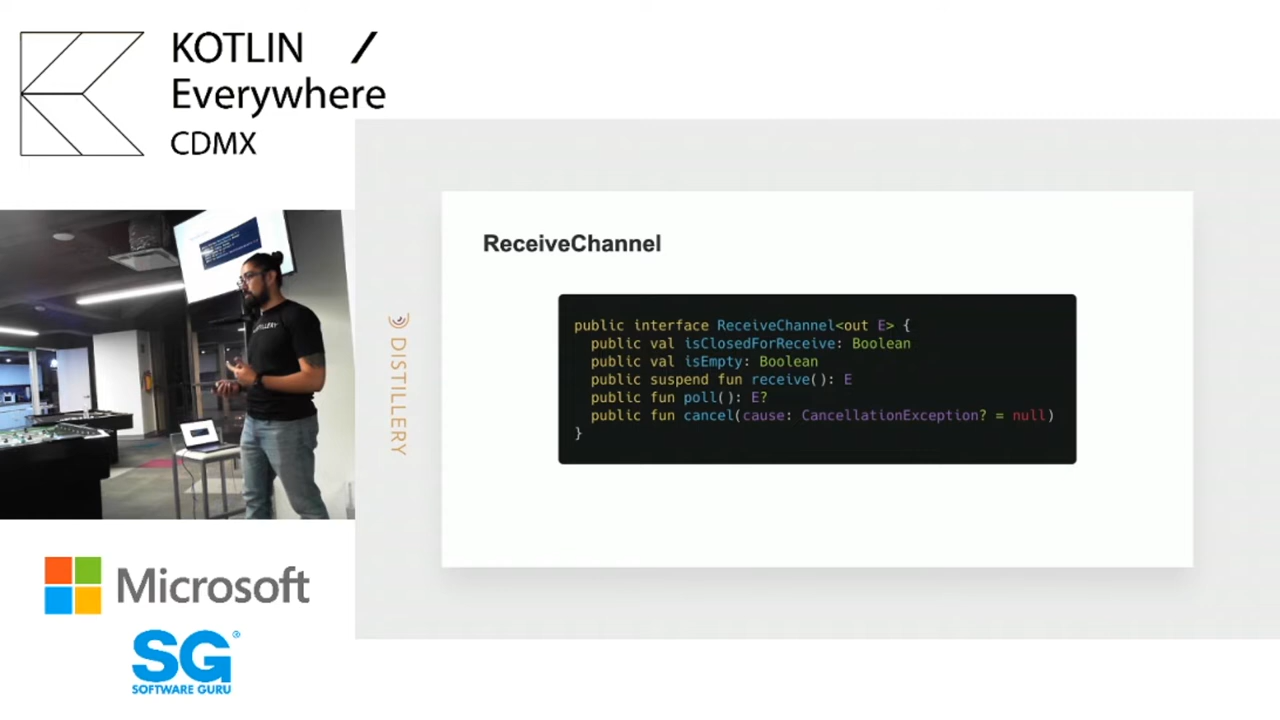 KOTLIN /
Everywhere
CDMX
DISTILLERY
ReceiveChannel
public interface ReceiveChannel<out E> {
  public val isClosedForReceive: Boolean
  public val isEmpty: Boolean
  public suspend fun receive(): E
  public fun poll(): E?
  public fun cancel(cause: CancellationException? = null)
}
Microsoft
SG®
SOFTWARE GURU